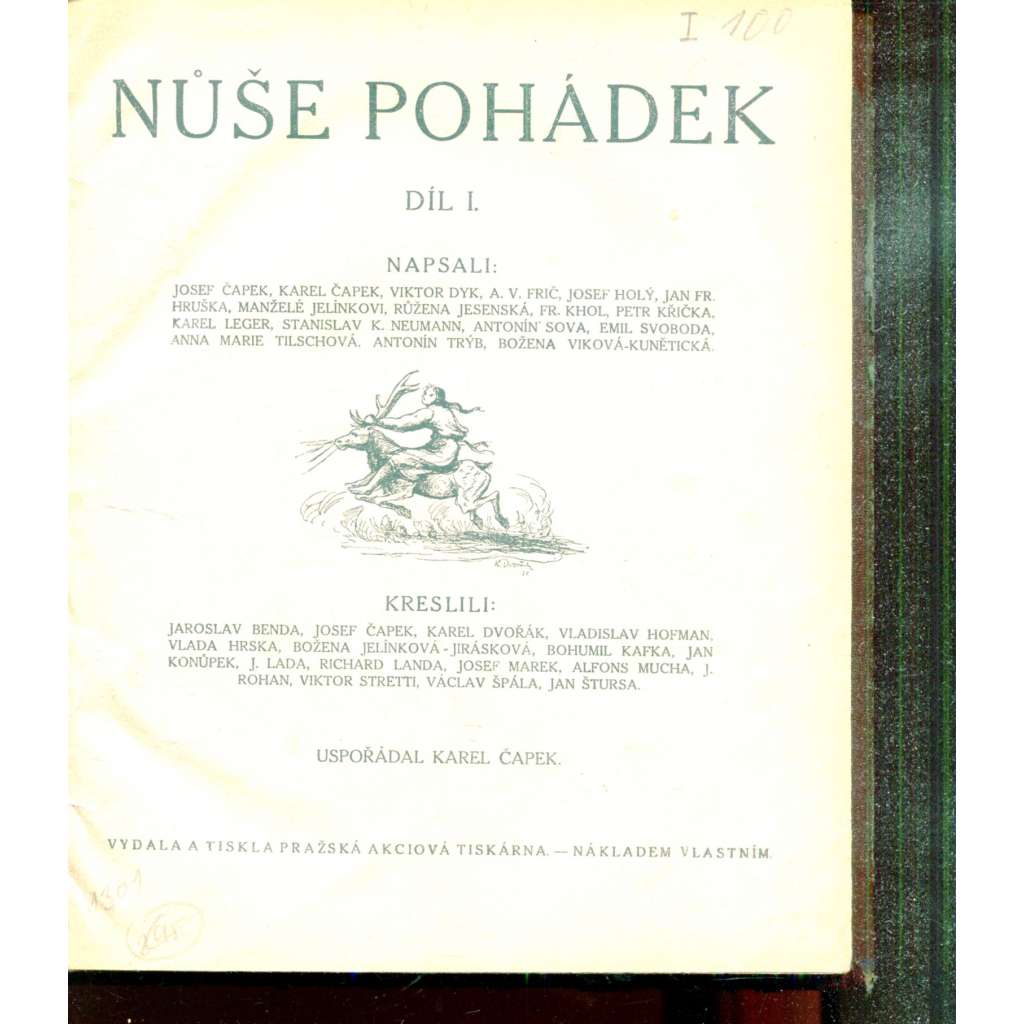 I 100
NŮŠE POHÁDEK
DÍL I.
NAPSALI:
JOSEF ČAPEK, KAREL ČAPEK, VIKTOR DYK, A. V. FRIČ, JOSEF HOLÝ, JAN FR.
HRUŠKA, MANŽELÉ JELÍNKOVI, RŮŽENA JESENSKÁ, FR. KHOL, PETR KŘIČKA,
KAREL LEGER, STANISLAV K. NEUMANN, ANTONÍN SOVA, EMIL SVOBODA,
ANNA MARIE TILSCHOVÁ, ANTONÍN TRÝB, BOŽENA VIKOVÁ-KUNĚTICKÁ.
KRESLILI:
JAROSLAV BENDA, JOSEF ČAPEK, KAREL DVOŘÁK, VLADISLAV HOFMAN,
VLADA HRSKA, BOŽENA JELÍNKOVÁ-JIRÁSKOVÁ, BOHUMIL KAFKA, JAN
KONŮPEK, J. LADA, RICHARD LANDA, JOSEF MAREK, ALFONS MUCHA, J.
ROHAN, VIKTOR STRETTI, VÁCLAV ŠPÁLA, JAN ŠTURSA.
USPOŘÁDAL KAREL ČAPEK.
VYDALA A TISKLA PRAŽSKÁ AKCIOVÁ TISKÁRNA. — NÁKLADEM VLASTNÍM.
1301